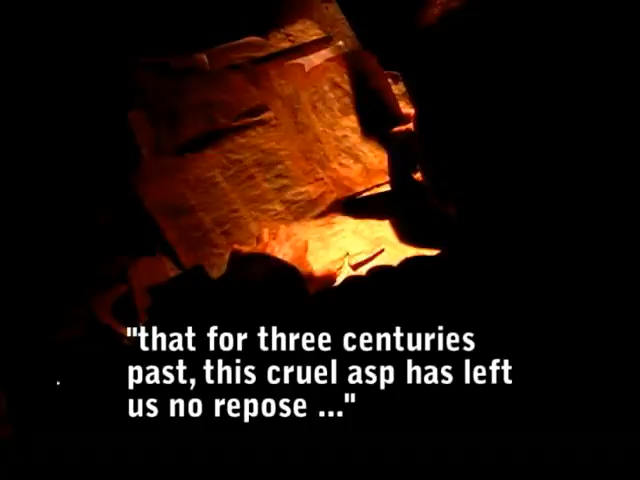 "that for three centuries
past, this cruel asp has left
us no repose ..."